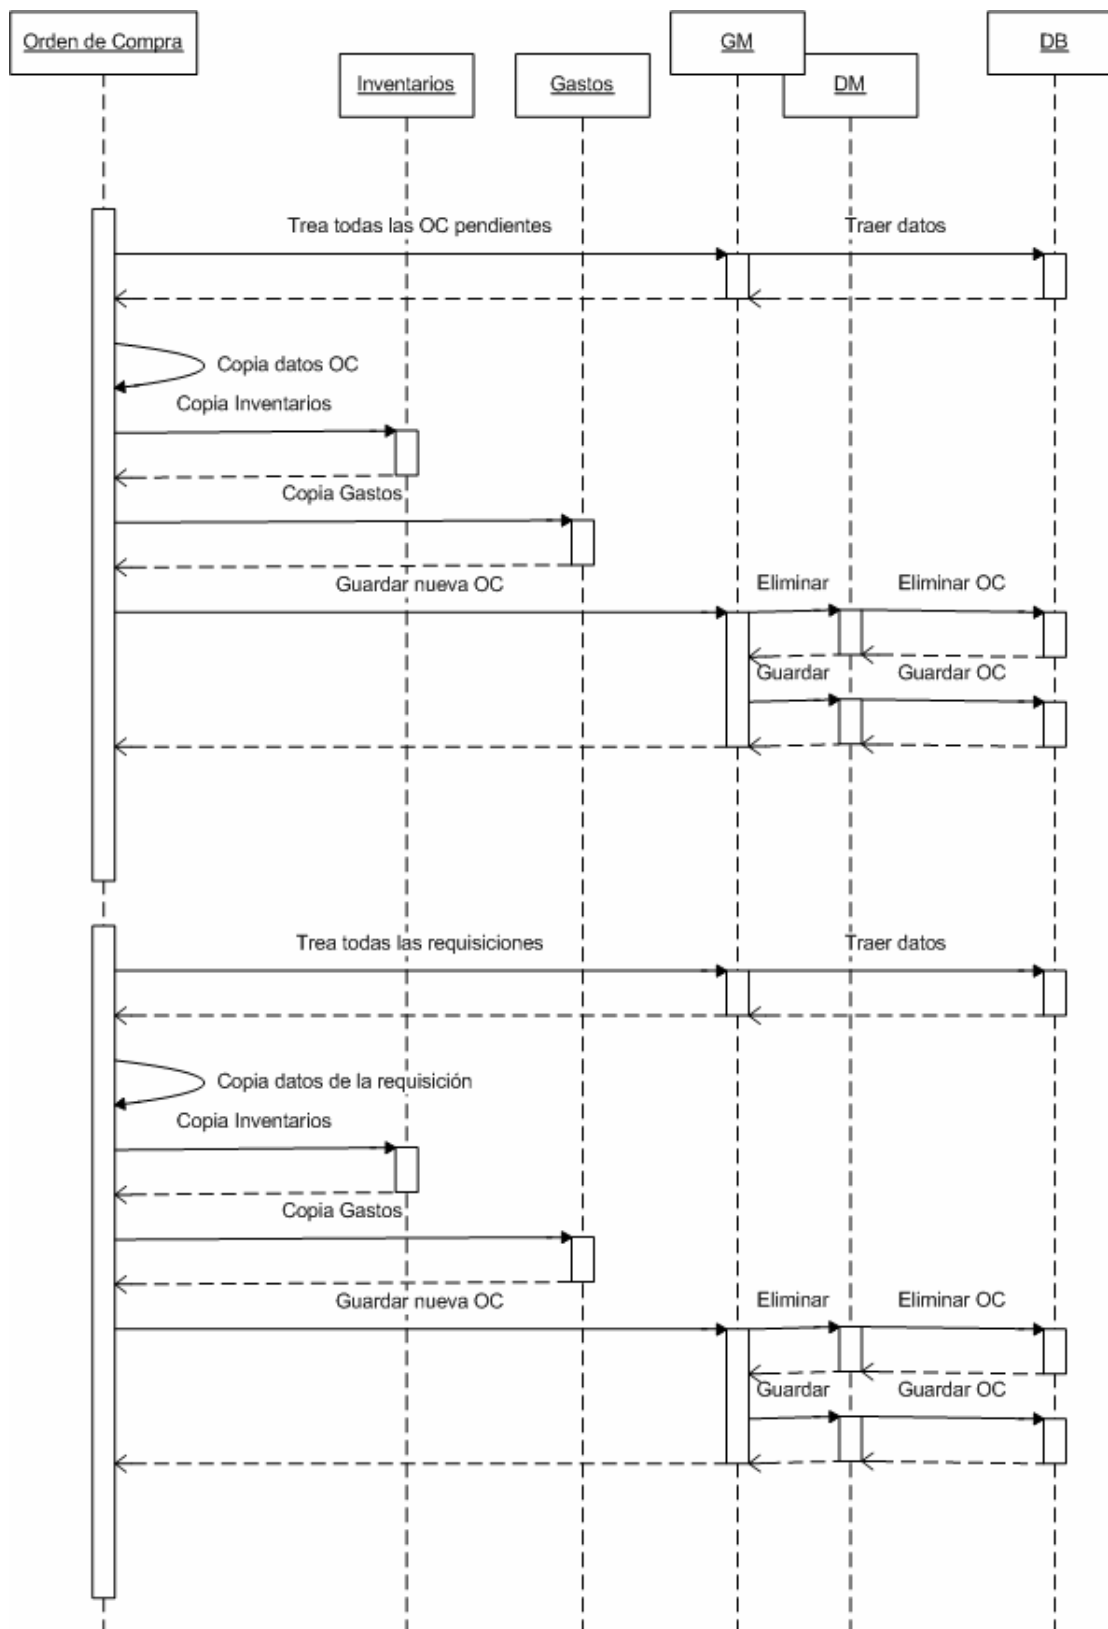 Orden de Compra
GM
DB
Inventarios
Gastos
DM
Trea todas las OC pendientes
Traer datos
Copia datos OC
Copia Inventarios
Copia Gastos
Guardar nueva OC
Eliminar
Eliminar OC
Guardar
Guardar OC
Trea todas las requisiciones
Traer datos
Copia datos de la requisición
Copia Inventarios
Copia Gastos
Guardar nueva OC
Eliminar
Eliminar OC
Guardar
Guardar OC